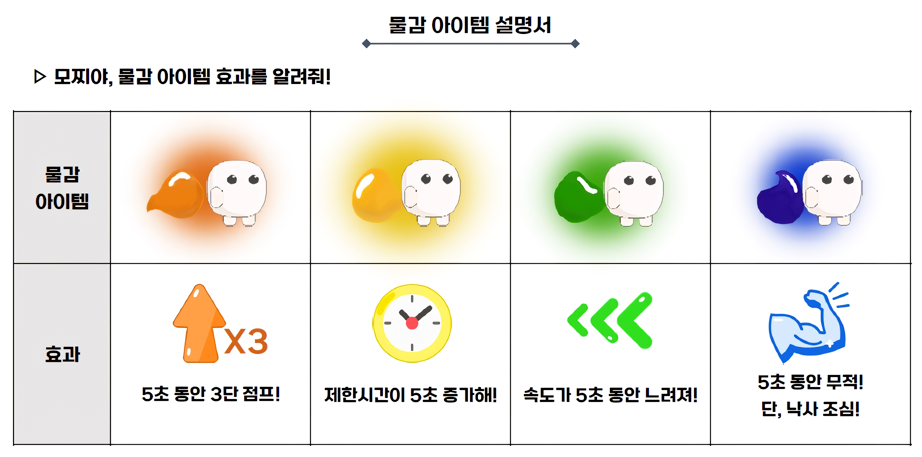 물감 아이템 설명서
▷ 모찌야, 물감 아이템 효과를 알려줘!
물감
아이템
효과
X3
5초 동안 3단 점프!
제한시간이 5초 증가해!
속도가 5초 동안 느려져!
5초 동안 무적!
단, 낙사 조심!